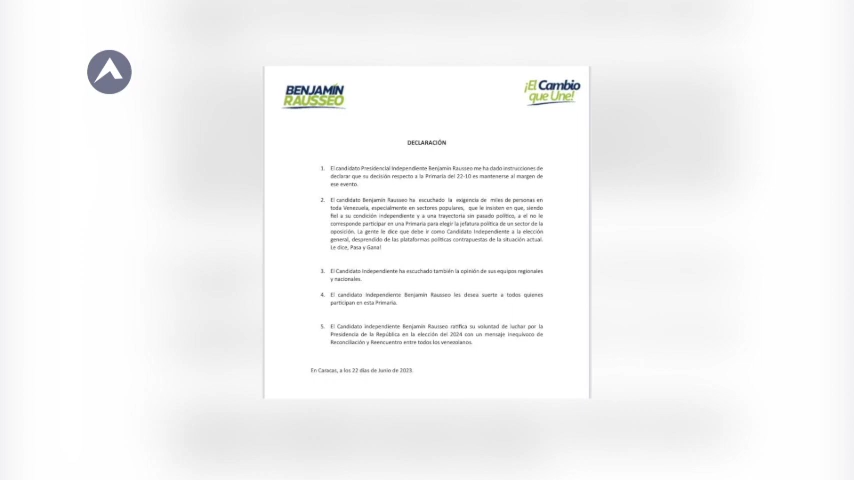 BENJAMÍN
RAUSSEO
¡El Cambio
que Une!
DECLARACIÓN
1. El candidato Presidencial Independiente Benjamín Rausseo me ha dado instrucciones de
declarar que su decisión respecto a la Primaria del 22-10 es mantenerse al margen de
ese evento.
2. El candidato Benjamín Rausseo ha escuchado la exigencia de miles de personas en
toda Venezuela, especialmente en sectores populares, que le insisten en que, siendo
fiel a su condición independiente y a una trayectoria sin pasado político, a el no le
corresponde participar en una Primaria para elegir la jefatura política de un sector de la
oposición. La gente le dice que debe ir como Candidato Independiente a la elección
general, desprendido de las plataformas políticas contrapuestas de la situación actual.
Le dice, Pasa y Gana!
3. El Candidato Independiente ha escuchado también la opinión de sus equipos regionales
y nacionales.
4. El candidato Independiente Benjamín Rausseo les desea suerte a todos quienes
participan en esta Primaria.
5. El Candidato Independiente Benjamín Rausseo ratifica su voluntad de luchar por la
Presidencia de la República en la elección del 2024 con un mensaje inequívoco de
Reconciliación y Reencuentro entre todos los venezolanos.
En Caracas, a los 22 días de Junio de 2023.